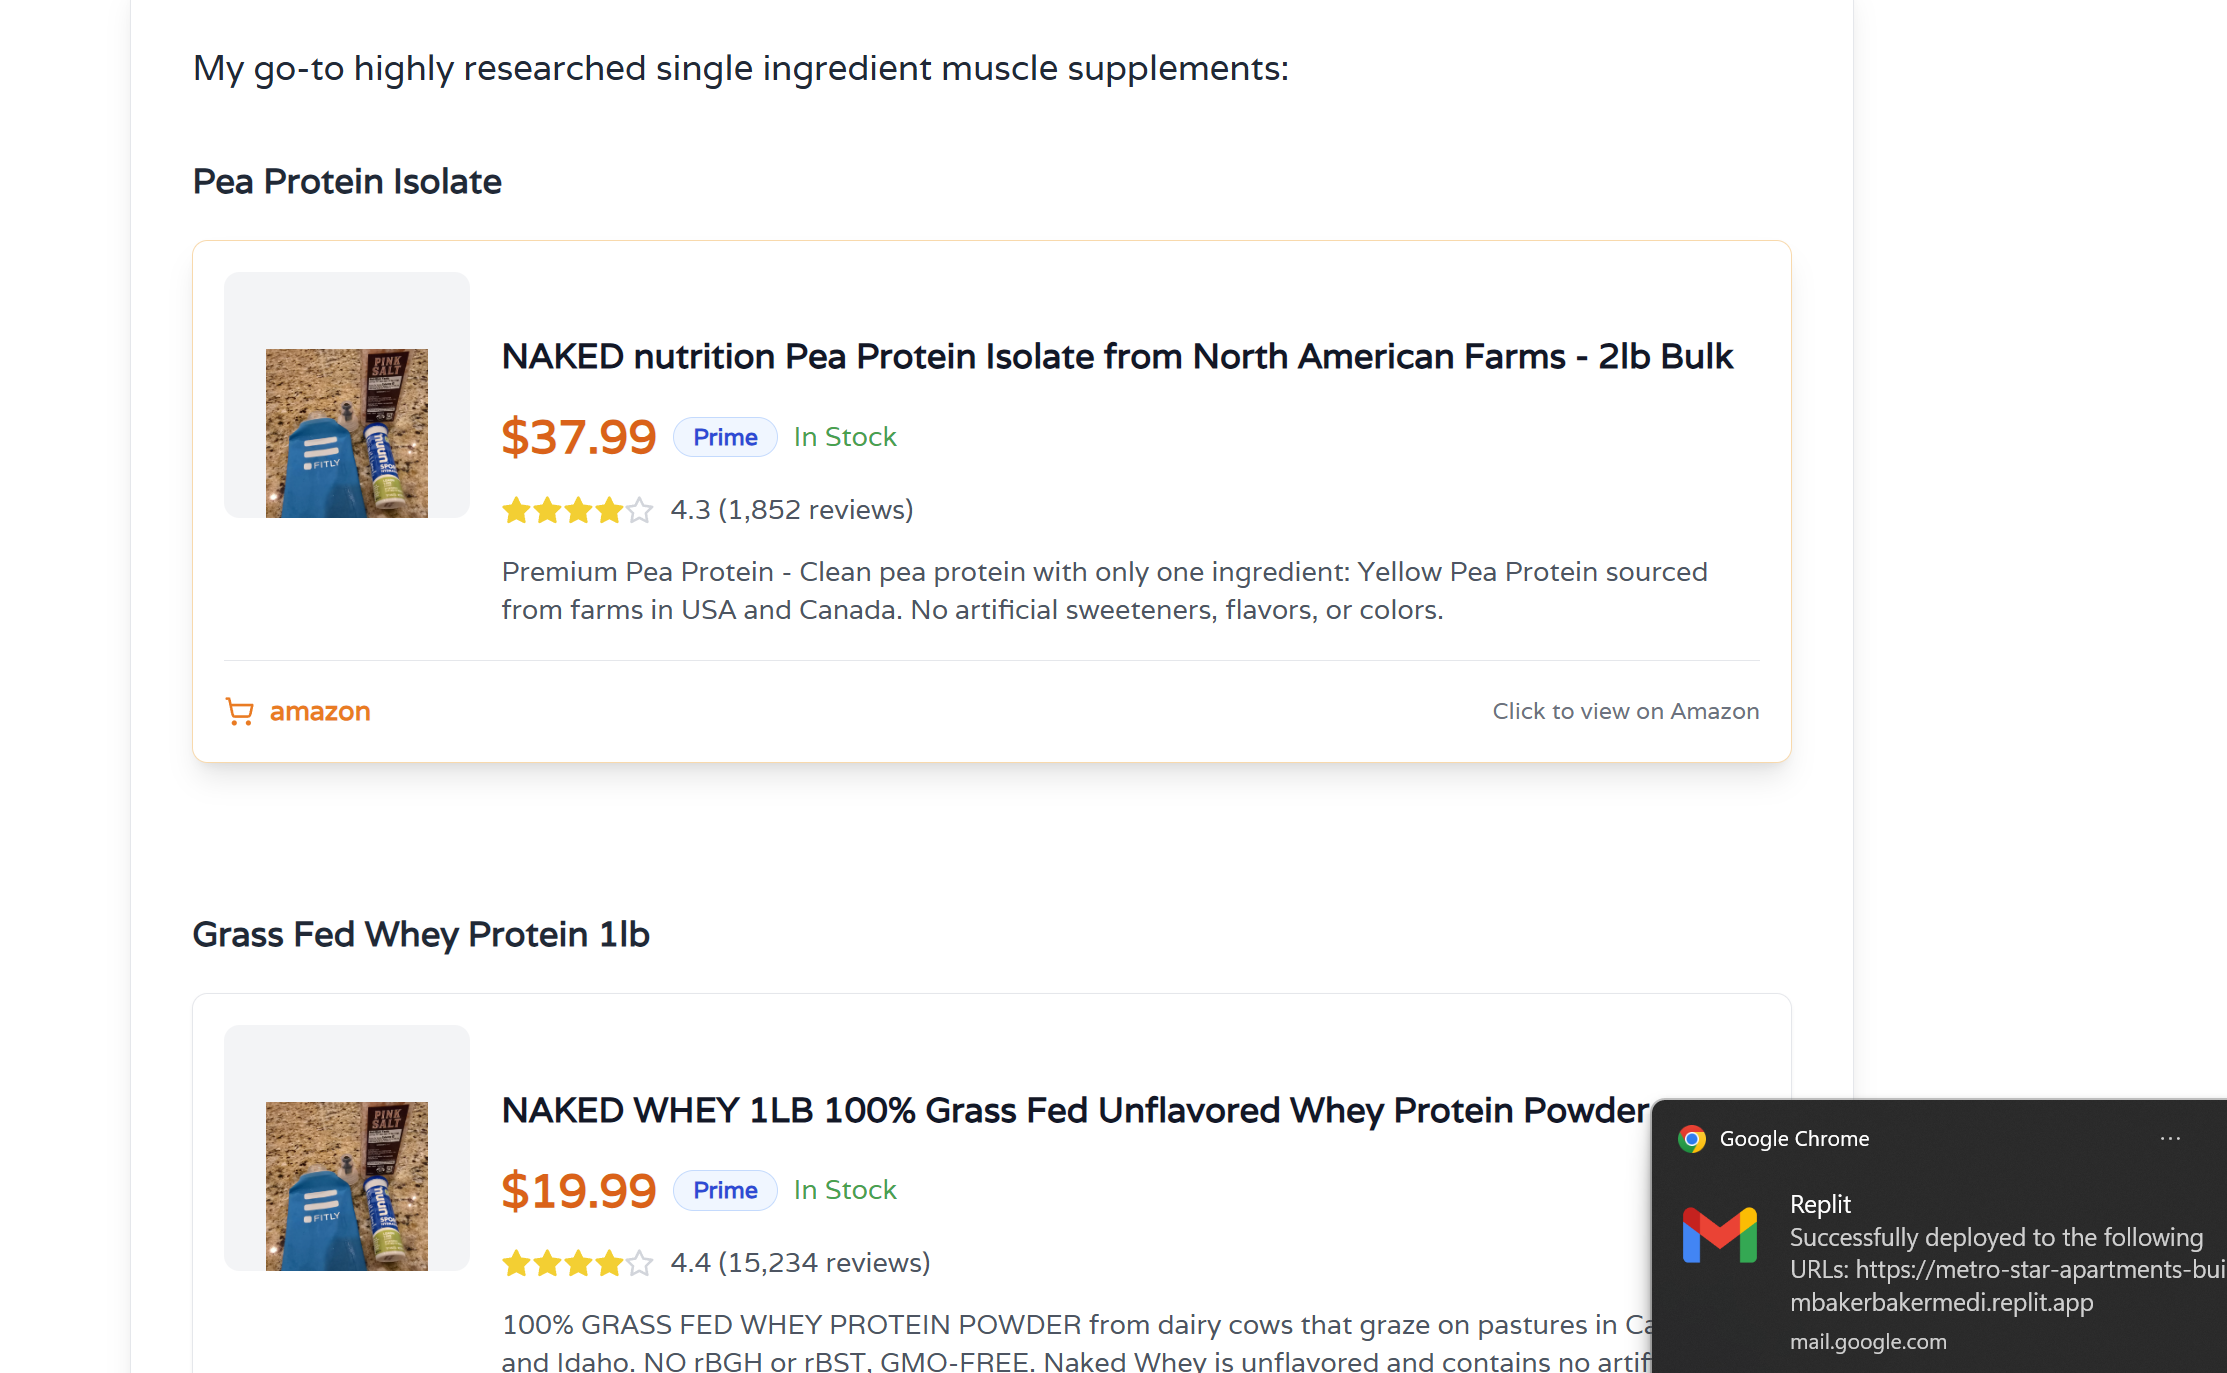 My go-to highly researched single ingredient muscle supplements:
Pea Protein Isolate
PINK
SALT
FITLY
nuun
SPORT
NAKED nutrition Pea Protein Isolate from North American Farms - 2lb Bulk
$37.99 Prime In Stock
4.3 (1,852 reviews)
Premium Pea Protein - Clean pea protein with only one ingredient: Yellow Pea Protein sourced
from farms in USA and Canada. No artificial sweeteners, flavors, or colors.
amazon
Click to view on Amazon
Grass Fed Whey Protein 1lb
PINK
SALT
FITLY
nuun
SPORT
NAKED WHEY 1LB 100% Grass Fed Unflavored Whey Protein Powder
$19.99 Prime In Stock
4.4 (15,234 reviews)
100% GRASS FED WHEY PROTEIN POWDER from dairy cows that graze on pastures in Ca
and Idaho. NO rBGH or rBST, GMO-FREE. Naked Whey is unflavored and contains no artif
Google Chrome ...
Replit
Successfully deployed to the following
URLs: https://metro-star-apartments-bui
mbakerbakermedi.replit.app
mail.google.com